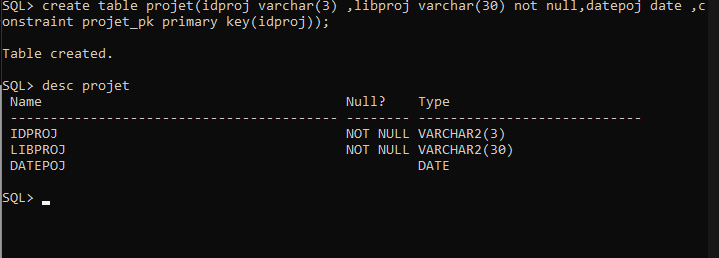 SQL> create table projet(idproj varchar(3) ,libproj varchar(30) not null,datepoj date ,c
onstraint projet_pk primary key(idproj));
Table created.
SQL> desc projet
Name Null? Type
----------------------------------------- -------- ----------------------------
IDPROJ NOT NULL VARCHAR2(3)
LIBPROJ NOT NULL VARCHAR2(30)
DATEPOJ DATE
SQL>